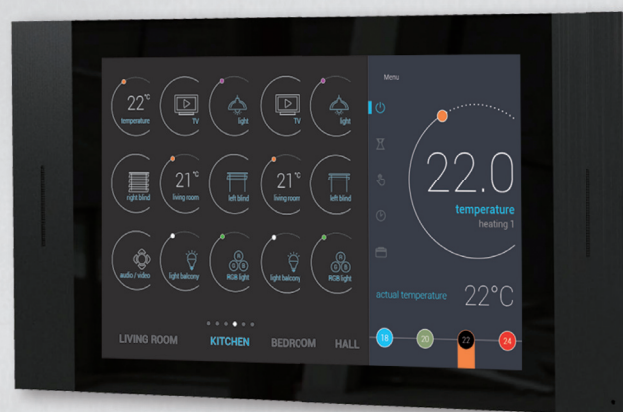 22°C
temperature
TV
light
TV
light
right blind
21°C
living room
left blind
21°C
living room
left blind
audio / video
light balcony
R
G B
RGB light
light balcony
R
G B
RGB light
LIVING ROOM KITCHEN BEDROOM HALL
Menu
22.0
temperature
heating 1
actual temperature 22°C
18 20 22 24